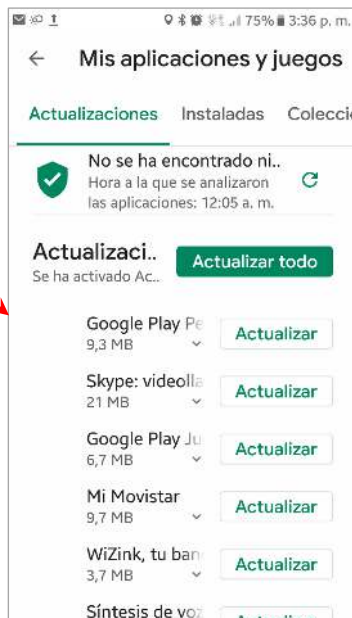 75% 3:36 p. m.
Mis aplicaciones y juegos
Actualizaciones Instaladas Colecci
No se ha encontrado ni..
Hora a la que se analizaron
las aplicaciones: 12:05 a. m.
Actualizaci..
Actualizar todo
Se ha activado Ac..
Google Play Pe
Actualizar
9,3 MB
Skype: videolla
Actualizar
21 MB
Google Play Ju
Actualizar
6,7 MB
Mi Movistar
Actualizar
9,7 MB
WiZink, tu ban
Actualizar
3,7 MB
Síntesis de voz